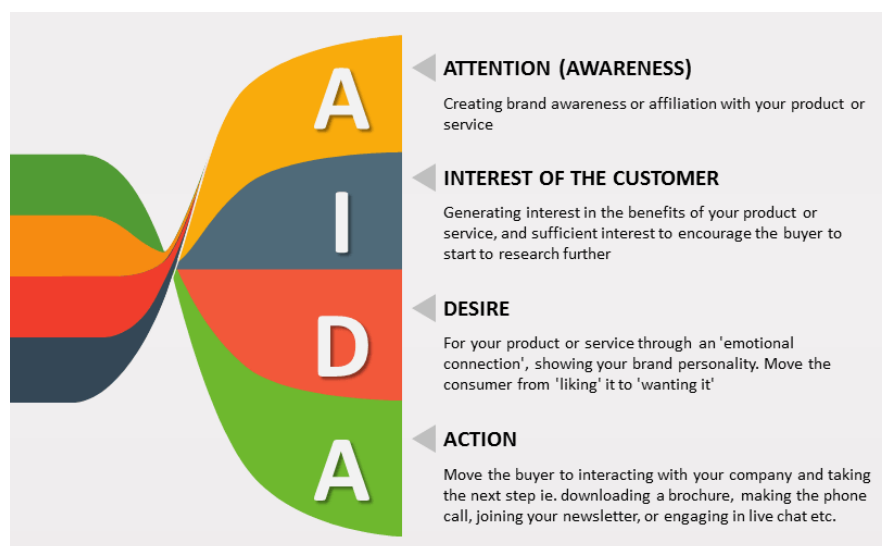 A
ATTENTION (AWARENESS)
Creating brand awareness or affiliation with your product or
service
I
INTEREST OF THE CUSTOMER
Generating interest in the benefits of your product or
service, and sufficient interest to encourage the buyer to
start to research further
D
DESIRE
For your product or service through an 'emotional
connection', showing your brand personality. Move the
consumer from 'liking' it to 'wanting it'
A
ACTION
Move the buyer to interacting with your company and taking
the next step ie. downloading a brochure, making the phone
call, joining your newsletter, or engaging in live chat etc.